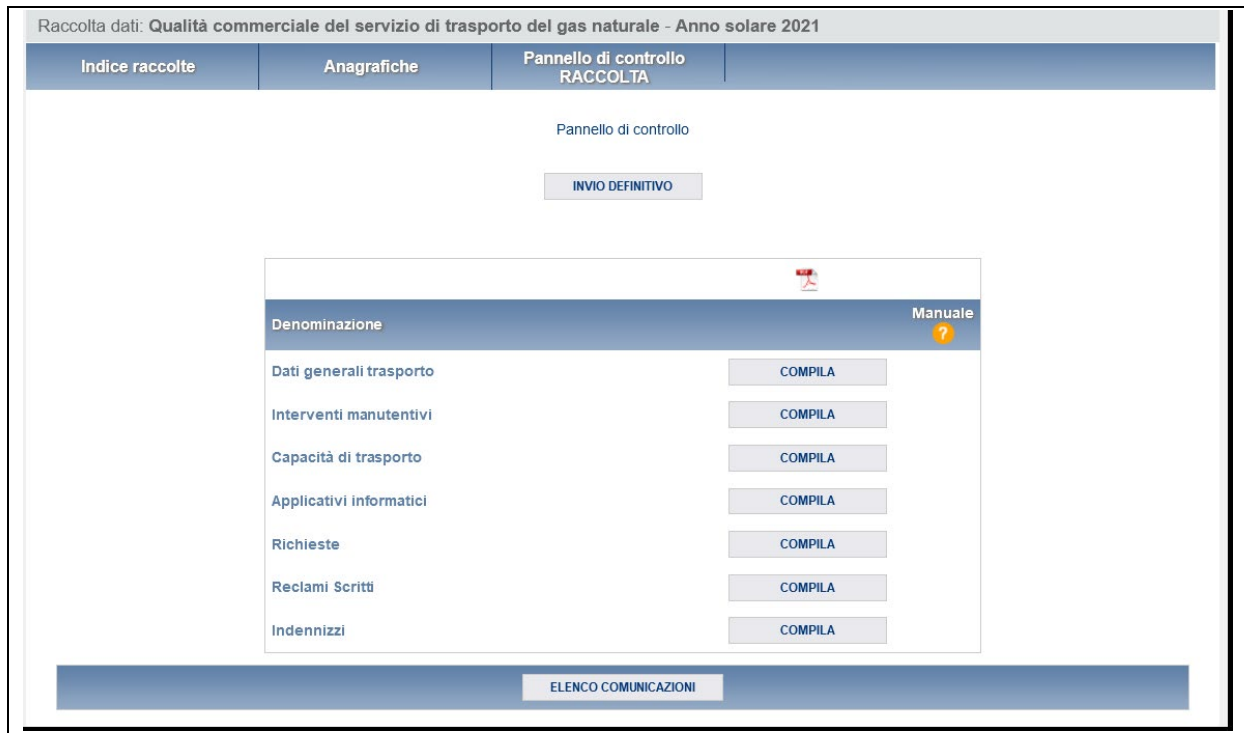 Raccolta dati: Qualità commerciale del servizio di trasporto del gas naturale - Anno solare 2021
Indice raccolte
Anagrafiche
Pannello di controllo
RACCOLTA
Pannello di controllo
INVIO DEFINITIVO
Denominazione
Manuale
?
Dati generali trasporto
COMPILA
Interventi manutentivi
COMPILA
Capacità di trasporto
COMPILA
Applicativi informatici
COMPILA
Richieste
COMPILA
Reclami Scritti
COMPILA
Indennizzi
COMPILA
ELENCO COMUNICAZIONI